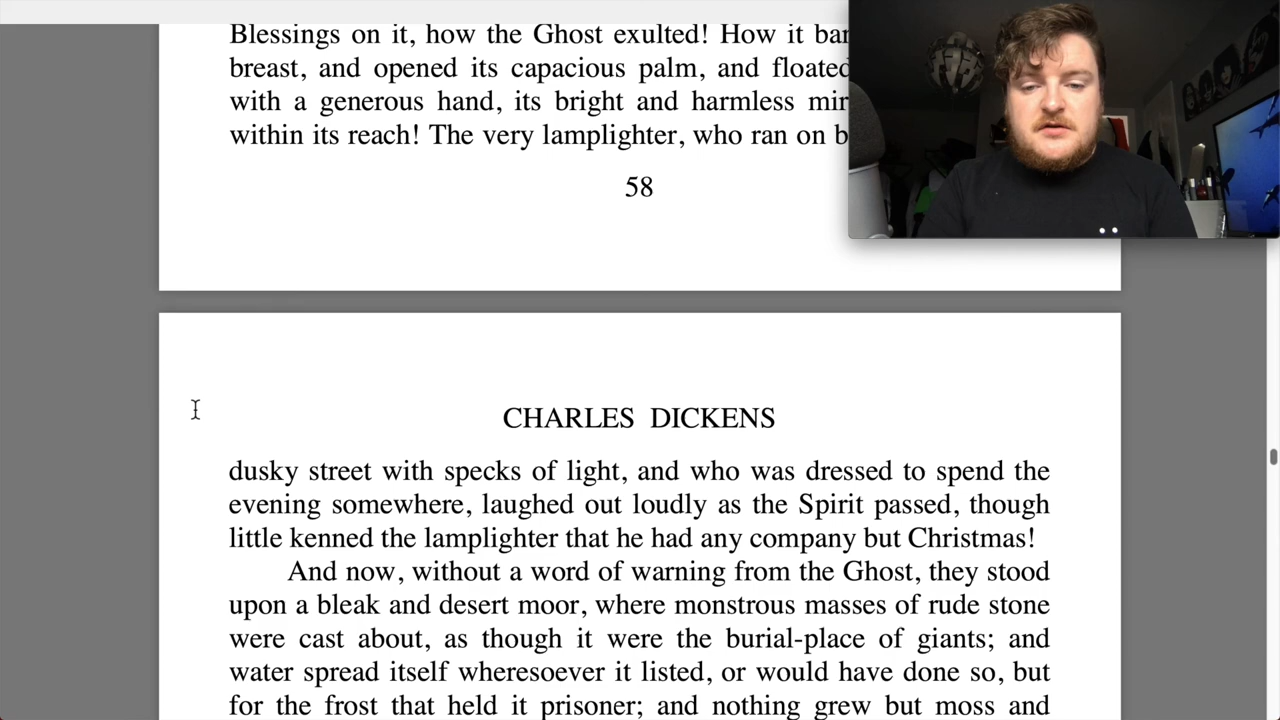 Blessings on it, how the Ghost exulted! How it bar
breast, and opened its capacious palm, and floated
with a generous hand, its bright and harmless mir
within its reach! The very lamplighter, who ran on b
58
CHARLES DICKENS
dusky street with specks of light, and who was dressed to spend the
evening somewhere, laughed out loudly as the Spirit passed, though
little kenned the lamplighter that he had any company but Christmas!
And now, without a word of warning from the Ghost, they stood
upon a bleak and desert moor, where monstrous masses of rude stone
were cast about, as though it were the burial-place of giants; and
water spread itself wheresoever it listed, or would have done so, but
for the frost that held it prisoner; and nothing grew but moss and